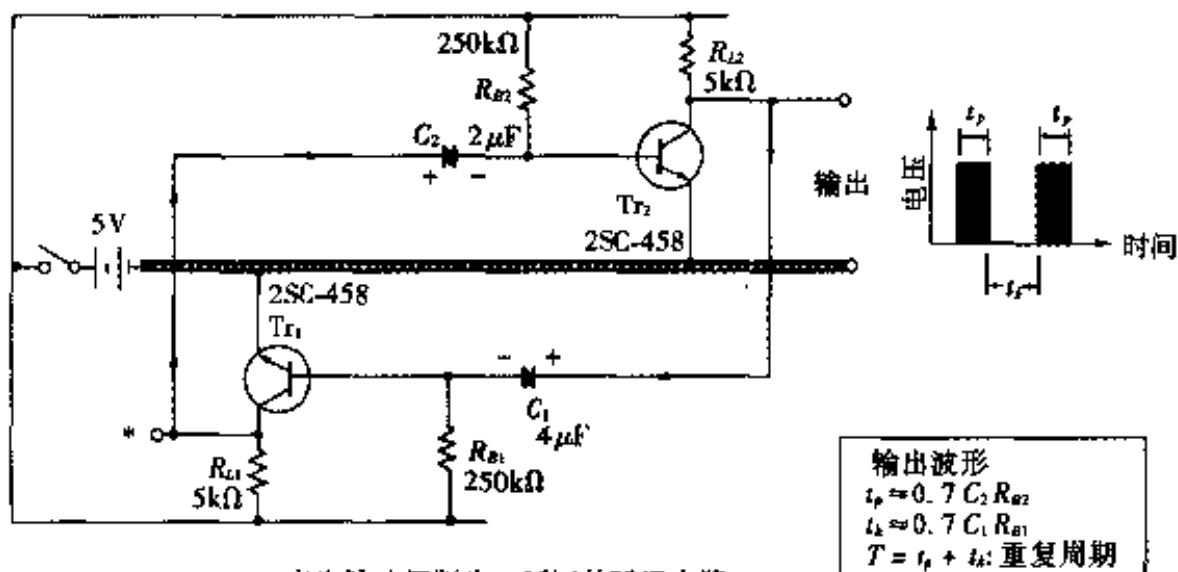 250kΩ
R_B2
R_L2
5kΩ
C₂ 2μF
+ -
Tr₂
2SC-458
输出
电压
t_p t_p
时间
t_k
5V
2SC-458
Tr₁
- +
C₁
4μF
*
R_L1
5kΩ
R_B1
250kΩ
输出波形
t_p≈0.7 C₂ R_B2
t_k≈0.7 C₁ R_B1
T = t_p + t_k: 重复周期